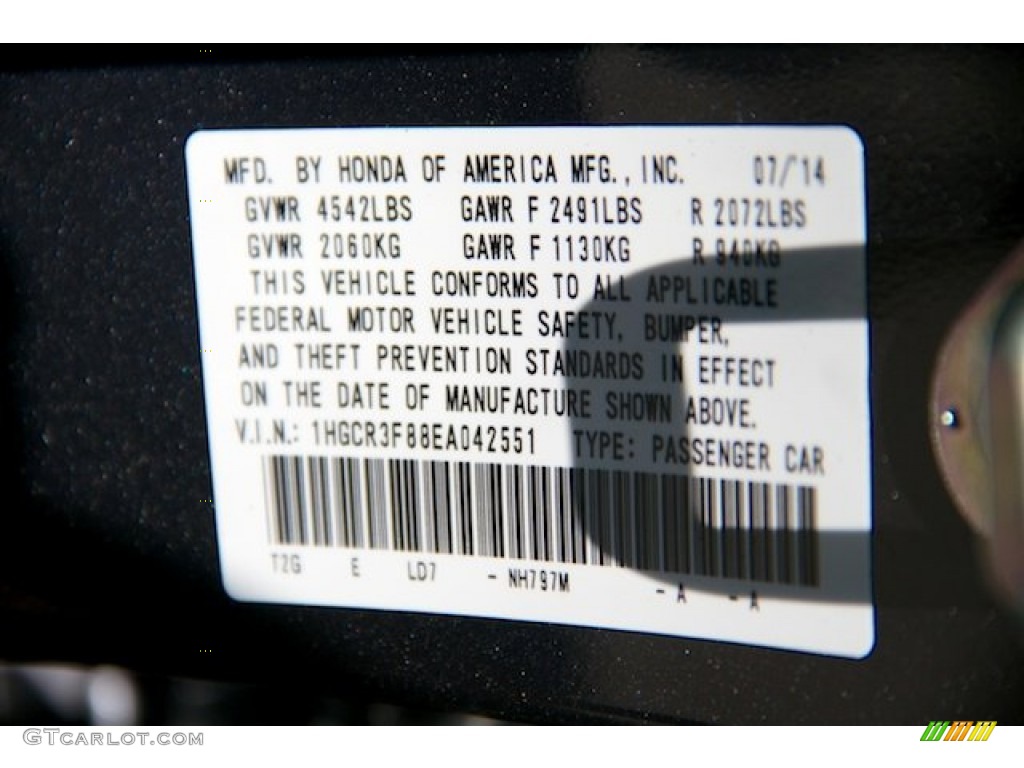 MFD. BY HONDA OF AMERICA MFG., INC. 07/14
GVWR 4542LBS GAWR F 2491LBS R 2072LBS
GVWR 2060KG GAWR F 1130KG R 940KG
THIS VEHICLE CONFORMS TO ALL APPLICABLE
FEDERAL MOTOR VEHICLE SAFETY, BUMPER,
AND THEFT PREVENTION STANDARDS IN EFFECT
ON THE DATE OF MANUFACTURE SHOWN ABOVE.
V.I.N.: 1HGCR3F88EA042551 TYPE: PASSENGER CAR
T2G E LD7 - NH797M - A - A
GTCARLOT.COM